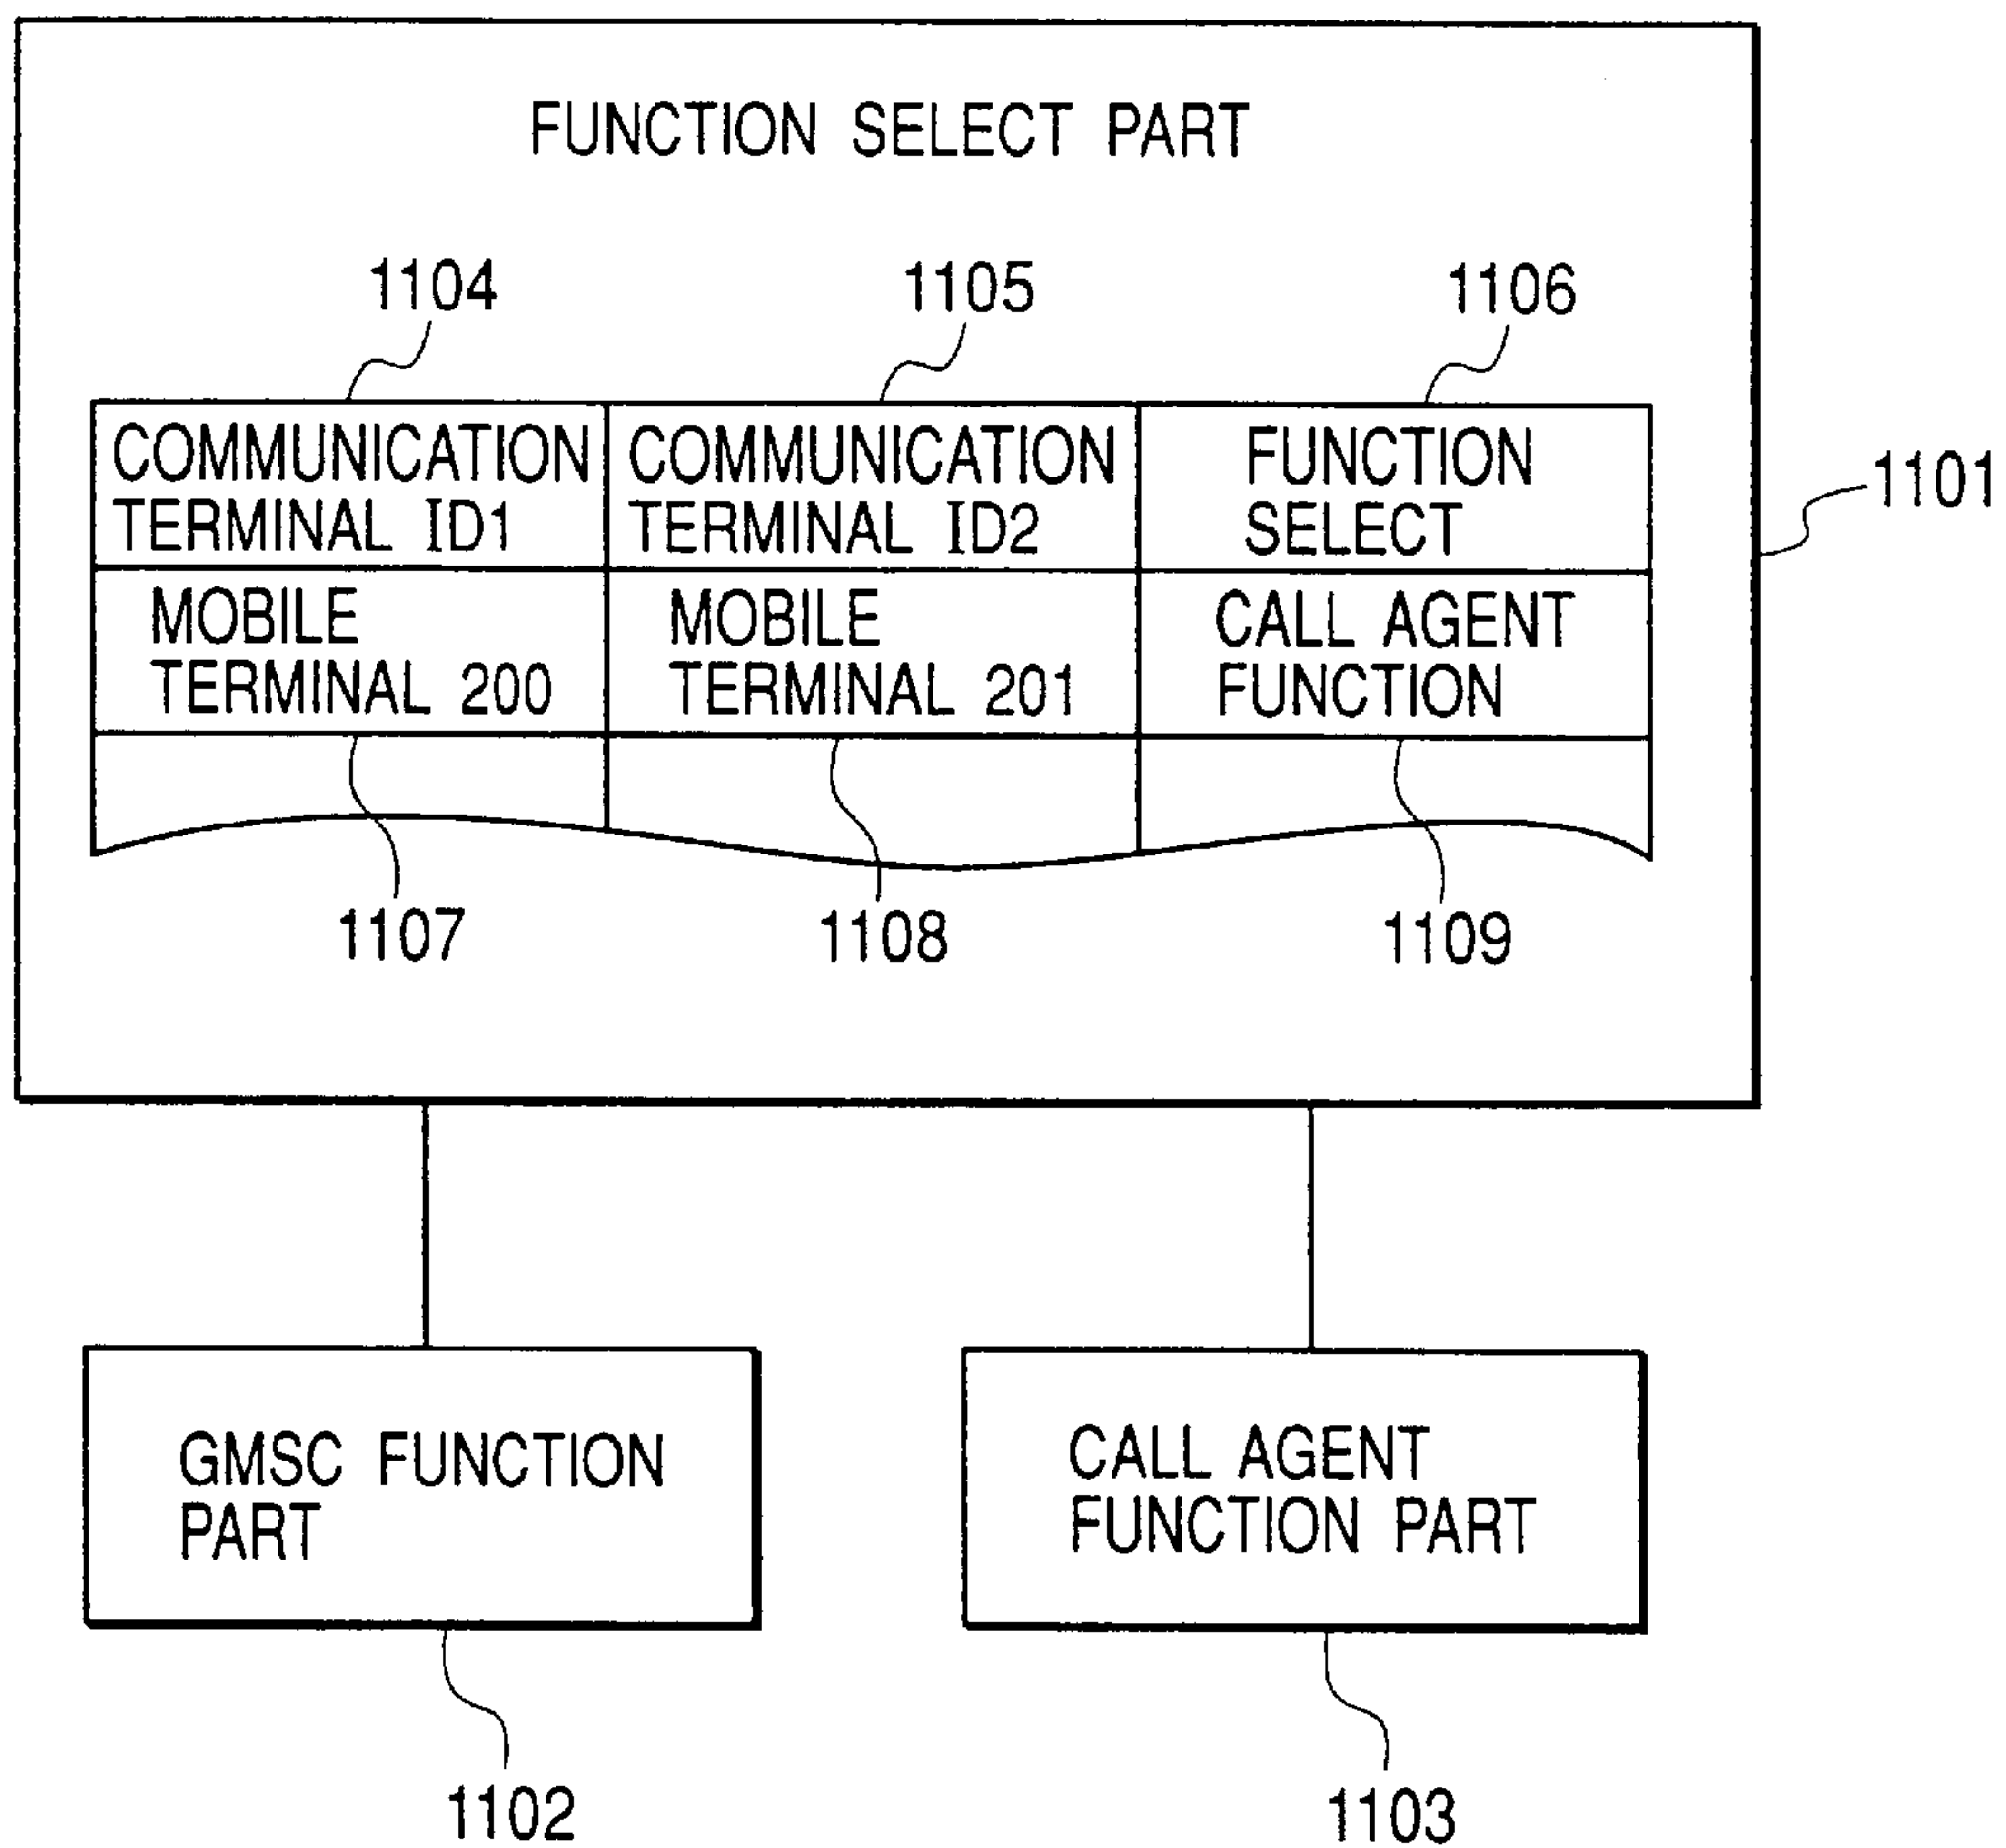 FUNCTION SELECT PART
1104
1105
1106
COMMUNICATION
TERMINAL ID1
COMMUNICATION
TERMINAL ID2
FUNCTION
SELECT
1101
MOBILE
TERMINAL 200
MOBILE
TERMINAL 201
CALL AGENT
FUNCTION
1107
1108
1109
GMSC FUNCTION
PART
CALL AGENT
FUNCTION PART
1102
1103